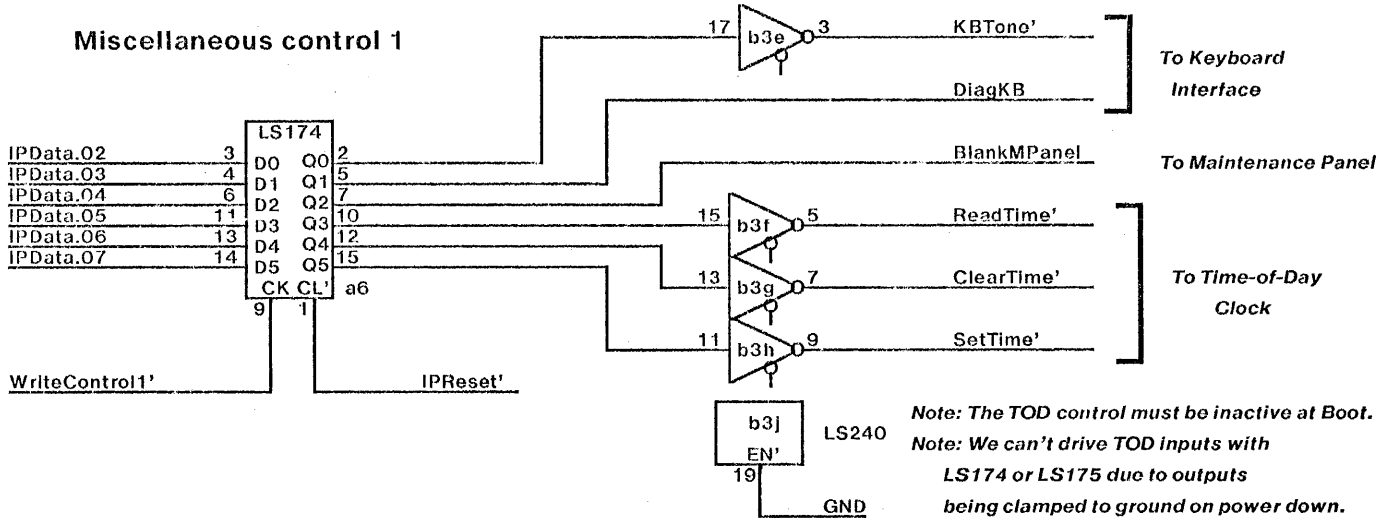 Miscellaneous control 1
17 b3e 3 KBTone'
To Keyboard
Interface
DiagKB
LS174
IPData.02 3 D0 Q0 2
BlankMPanel
To Maintenance Panel
IPData.03 4 D1 Q1 5
IPData.04 6 D2 Q2 7
IPData.05 11 D3 Q3 10
15 b3f 5 ReadTime'
IPData.06 13 D4 Q4 12
IPData.07 14 D5 Q5 15
CK CL' a6
9 1
13 b3g 7 ClearTime'
To Time-of-Day
Clock
11 b3h 9 SetTime'
WriteControl1' IPReset'
b3j LS240
EN'
19
GND
Note: The TOD control must be inactive at Boot.
Note: We can't drive TOD inputs with
LS174 or LS175 due to outputs
being clamped to ground on power down.